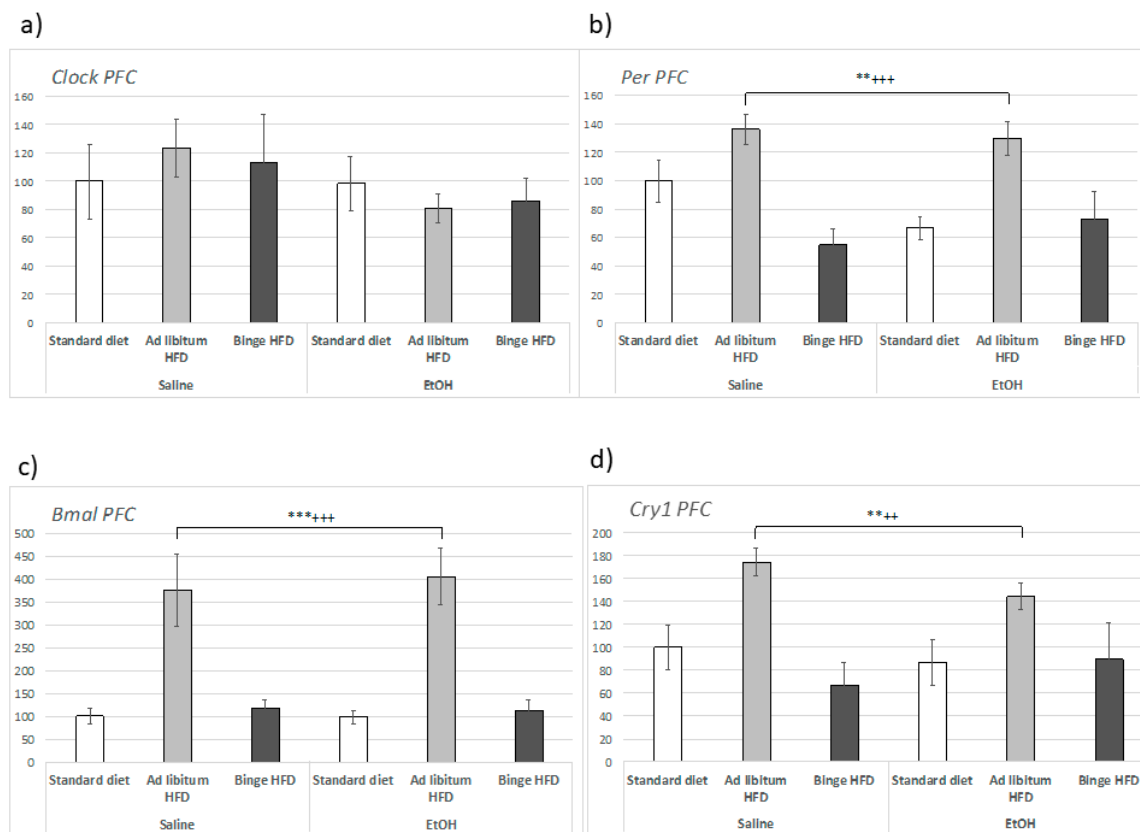 a)
Clock PFC
160
140
120
100
80
60
40
20
0
Standard diet Ad libitum Binge HFD Standard diet Ad libitum Binge HFD
HFD HFD
Saline EtOH
b)
Per PFC
**+++
160
140
120
100
80
60
40
20
0
Standard diet Ad libitum Binge HFD Standard diet Ad libitum Binge HFD
HFD HFD
Saline EtOH
c)
Bmal PFC
***+++
500
450
400
350
300
250
200
150
100
50
0
Standard diet Ad libitum Binge HFD Standard diet Ad libitum Binge HFD
HFD HFD
Saline EtOH
d)
Cry1 PFC
**++
200
180
160
140
120
100
80
60
40
20
0
Standard diet Ad libitum Binge HFD Standard diet Ad libitum Binge HFD
HFD HFD
Saline EtOH